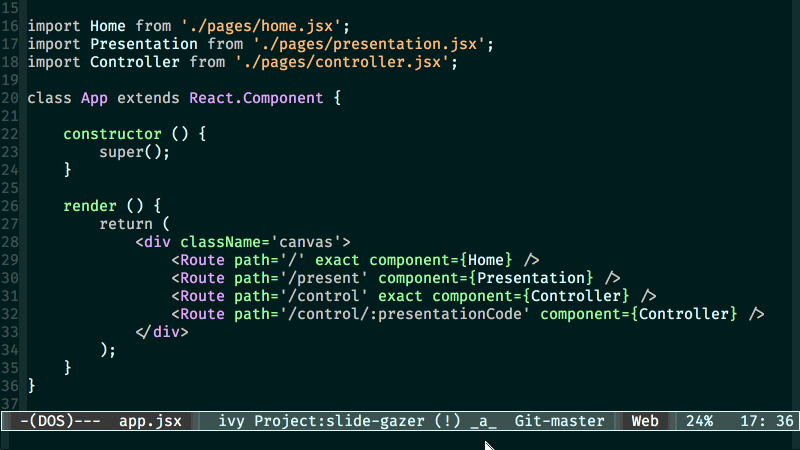 15
16 import Home from './pages/home.jsx';
17 import Presentation from './pages/presentation.jsx';
18 import Controller from './pages/controller.jsx';
19
20 class App extends React.Component {
21
22     constructor () {
23         super();
24     }
25
26     render () {
27         return (
28             <div className='canvas'>
29                 <Route path='/' exact component={Home} />
30                 <Route path='/present' component={Presentation} />
31                 <Route path='/control' exact component={Controller} />
32                 <Route path='/control/:presentationCode' component={Controller} />
33             </div>
34         );
35     }
36 }
37
-(DOS)--- app.jsx ivy Project:slide-gazer (!) _a_ Git-master Web 24% 17: 36